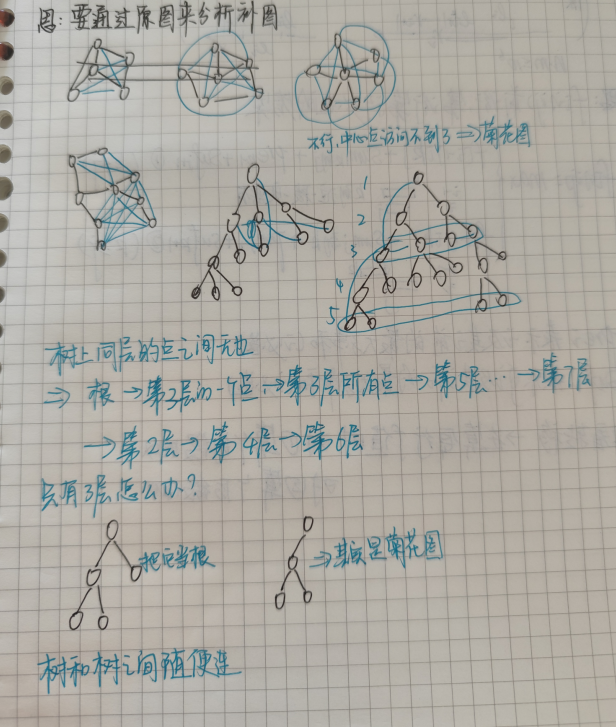 思:要通过原图来分析补图
不行,中心点访问不到了⇒菊花图
1
2
3
4
5
树上同层的点之间无边
⇒ 根→第3层的一个点→第3层所有点→第5层…→第7层
→第2层→第4层→第6层
只有3层怎么办?
把它当根
⇒其实是菊花图
树和树之间随便连